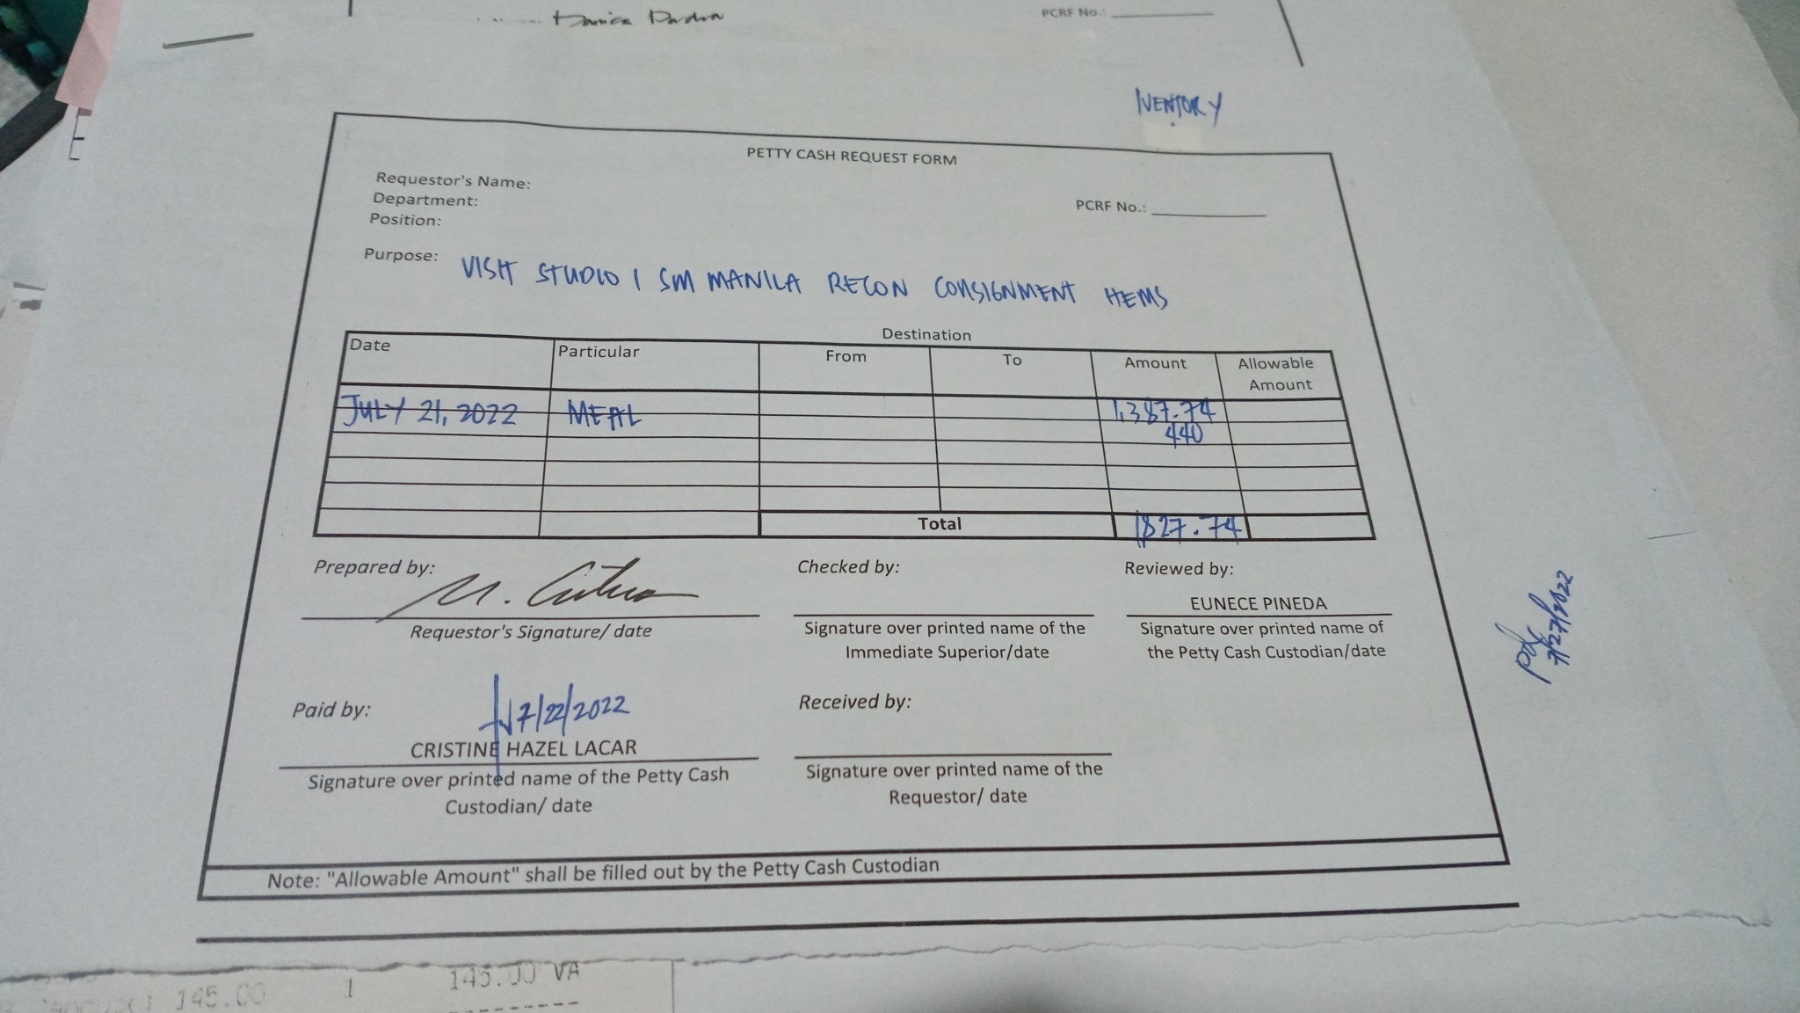 Danica
PCRF No.:
IVENTORY
PETTY CASH REQUEST FORM
Requestor's Name:
Department:
PCRF No.:
Position:
Purpose: VISIT STUDIO 1 SM MANILA RECON CONSIGNMENT ITEMS
Destination
Date Particular From To Amount Allowable
Amount
JULY 21, 2022 MEAL 1,387.74
440
Total 1827.74
Prepared by: Checked by: Reviewed by:
EUNECE PINEDA
Requestor's Signature/ date Signature over printed name of the Signature over printed name of
Immediate Superior/date the Petty Cash Custodian/date
7/27/2022
Paid by: 7/22/2022 Received by:
CRISTINE HAZEL LACAR
Signature over printed name of the Petty Cash Signature over printed name of the
Custodian/ date Requestor/ date
Note: "Allowable Amount" shall be filled out by the Petty Cash Custodian
145.00 1 145.00 VA